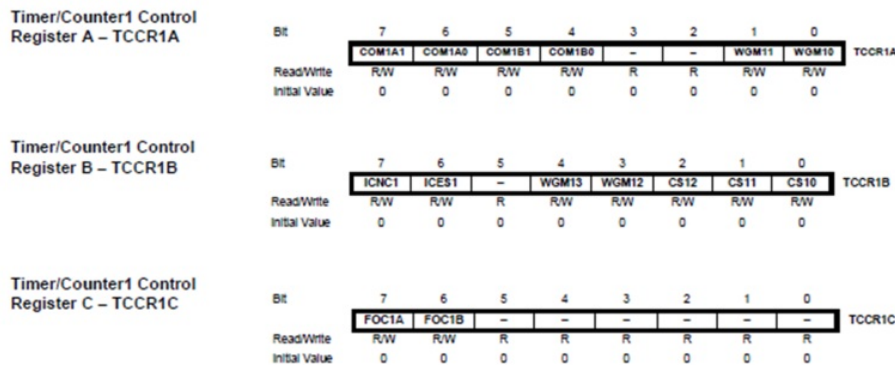 Timer/Counter1 Control
Register A – TCCR1A
Bit 7 6 5 4 3 2 1 0
COM1A1 COM1A0 COM1B1 COM1B0 – – WGM11 WGM10 TCCR1A
Read/Write R/W R/W R/W R/W R R R/W R/W
Initial Value 0 0 0 0 0 0 0 0
Timer/Counter1 Control
Register B – TCCR1B
Bit 7 6 5 4 3 2 1 0
ICNC1 ICES1 – WGM13 WGM12 CS12 CS11 CS10 TCCR1B
Read/Write R/W R/W R R/W R/W R/W R/W R/W
Initial Value 0 0 0 0 0 0 0 0
Timer/Counter1 Control
Register C – TCCR1C
Bit 7 6 5 4 3 2 1 0
FOC1A FOC1B – – – – – – TCCR1C
Read/Write R/W R/W R R R R R R
Initial Value 0 0 0 0 0 0 0 0